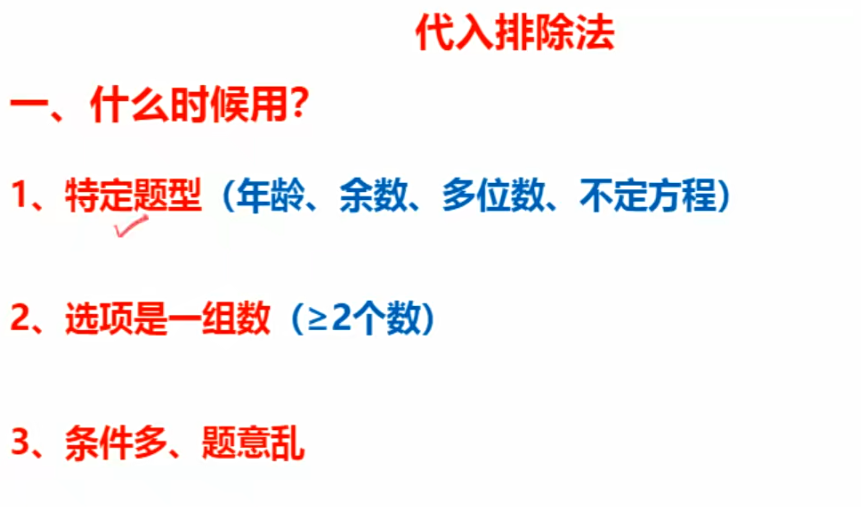 代入排除法
一、什么时候用？
1、特定题型（年龄、余数、多位数、不定方程）
2、选项是一组数（≥2个数）
3、条件多、题意乱